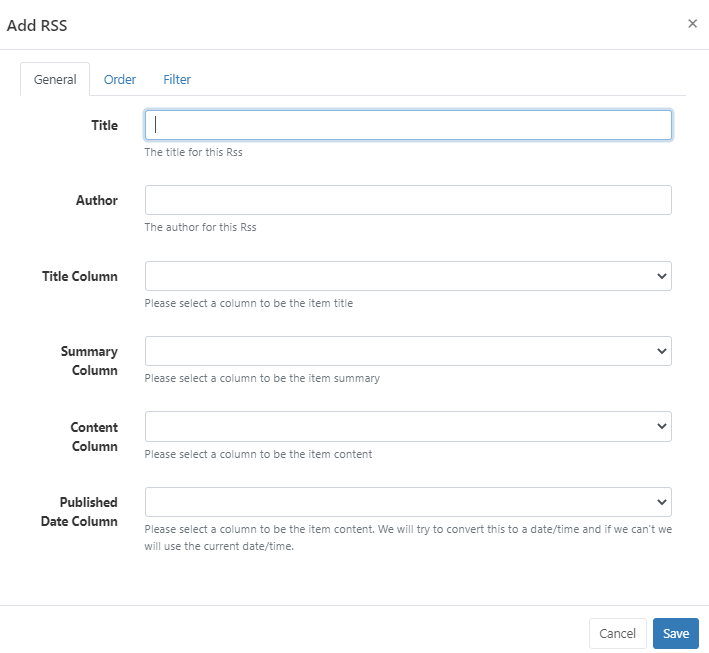 Add RSS ×
General Order Filter
Title
The title for this Rss
Author
The author for this Rss
Title Column
Please select a column to be the item title
Summary
Column
Please select a column to be the item summary
Content
Column
Please select a column to be the item content
Published
Date Column
Please select a column to be the item content. We will try to convert this to a date/time and if we can't we
will use the current date/time.
Cancel Save